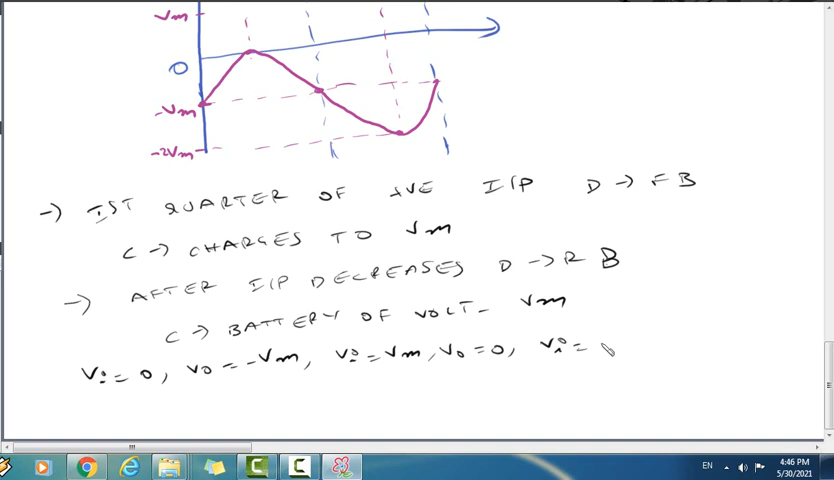 Vm
0
-Vm
-2Vm
-> IST QUARTER OF +VE I/P D -> FB
C -> CHARGES TO Vm
-> AFTER I/P DECREASES D -> R B
C -> BATTERY OF VOLT- Vm
Vi = 0, Vo = -Vm, Vi = Vm, Vo = 0, Vi =
EN
4:46 PM
5/30/2021